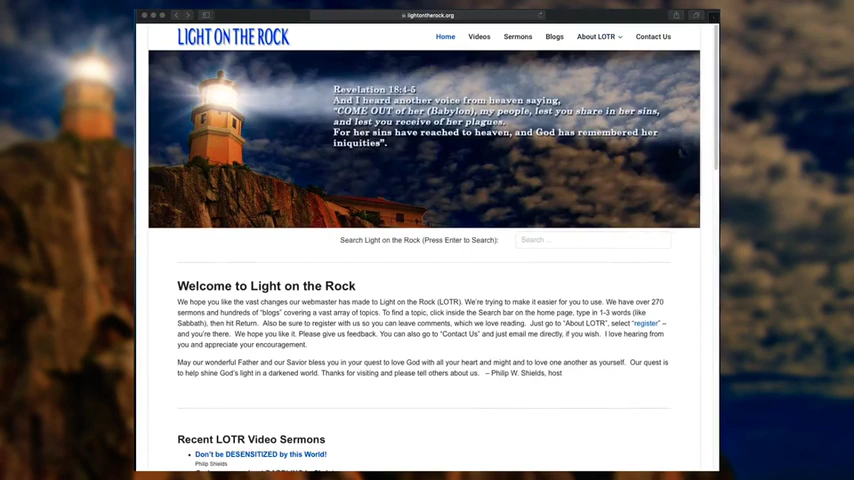 lightontherock.org
LIGHT ON THE ROCK
Home Videos Sermons Blogs About LOTR Contact Us
Revelation 18:4-5
And I heard another voice from heaven saying,
"COME OUT of her (Babylon), my people, lest you share in her sins,
and lest you receive of her plagues.
For her sins have reached to heaven, and God has remembered her
iniquities".
Search Light on the Rock (Press Enter to Search): Search ...
Welcome to Light on the Rock
We hope you like the vast changes our webmaster has made to Light on the Rock (LOTR). We're trying to make it easier for you to use. We have over 270
sermons and hundreds of "blogs" covering a vast array of topics. To find a topic, click inside the Search bar on the home page, type in 1-3 words (like
Sabbath), then hit Return. Also be sure to register with us so you can leave comments, which we love reading. Just go to "About LOTR", select "register" –
and you're there. We hope you like it. Please give us feedback. You can also go to "Contact Us" and just email me directly, if you wish. I love hearing from
you and appreciate your encouragement.
May our wonderful Father and our Savior bless you in your quest to love God with all your heart and might and to love one another as yourself. Our quest is
to help shine God's light in a darkened world. Thanks for visiting and please tell others about us. – Philip W. Shields, host
Recent LOTR Video Sermons
Don't be DESENSITIZED by this World!
Philip Shields